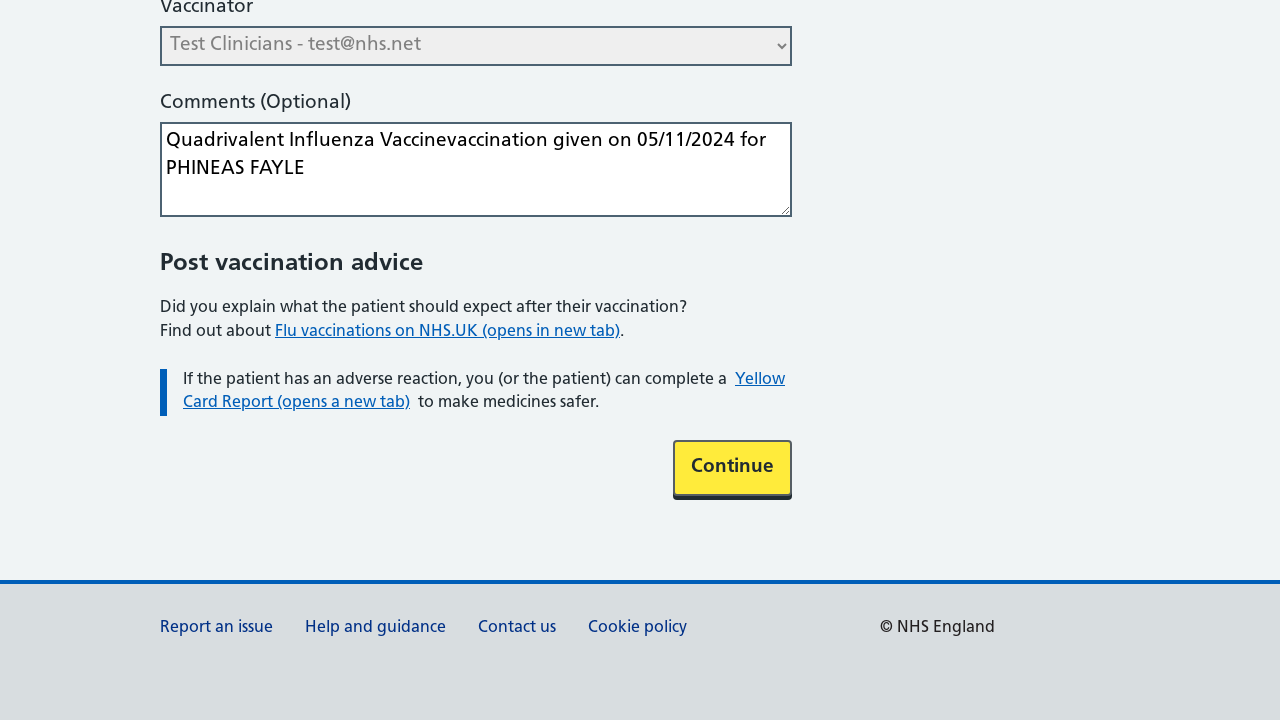 Vaccinator
Test Clinicians - test@nhs.net
Comments (Optional)
Quadrivalent Influenza Vaccinevaccination given on 05/11/2024 for
PHINEAS FAYLE
Post vaccination advice
Did you explain what the patient should expect after their vaccination?
Find out about Flu vaccinations on NHS.UK (opens in new tab).
If the patient has an adverse reaction, you (or the patient) can complete a Yellow
Card Report (opens a new tab) to make medicines safer.
Continue
Report an issue Help and guidance Contact us Cookie policy © NHS England